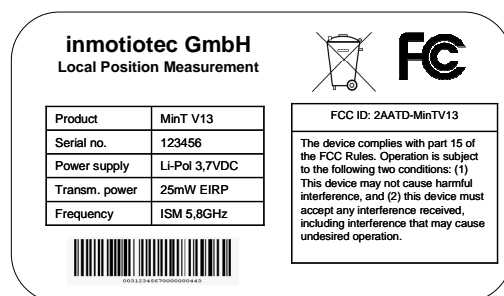 inmotiotec GmbH
Local Position Measurement
FC
Product MinT V13
Serial no. 123456
Power supply Li-Pol 3,7VDC
Transm. power 25mW EIRP
Frequency ISM 5,8GHz
FCC ID: 2AATD-MinTV13
The device complies with part 15 of
the FCC Rules. Operation is subject
to the following two conditions: (1)
This device may not cause harmful
interference, and (2) this device must
accept any interference received,
including interference that may cause
undesired operation.
00312345670000000443